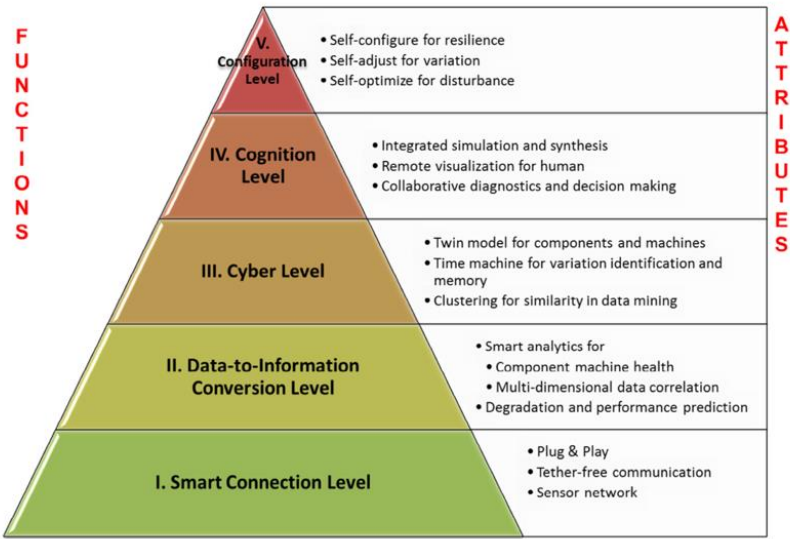 FUNCTIONS
ATTRIBUTES
V.
Configuration
Level
• Self-configure for resilience
• Self-adjust for variation
• Self-optimize for disturbance
IV. Cognition
Level
• Integrated simulation and synthesis
• Remote visualization for human
• Collaborative diagnostics and decision making
III. Cyber Level
• Twin model for components and machines
• Time machine for variation identification and
memory
• Clustering for similarity in data mining
II. Data-to-Information
Conversion Level
• Smart analytics for
• Component machine health
• Multi-dimensional data correlation
• Degradation and performance prediction
I. Smart Connection Level
• Plug & Play
• Tether-free communication
• Sensor network